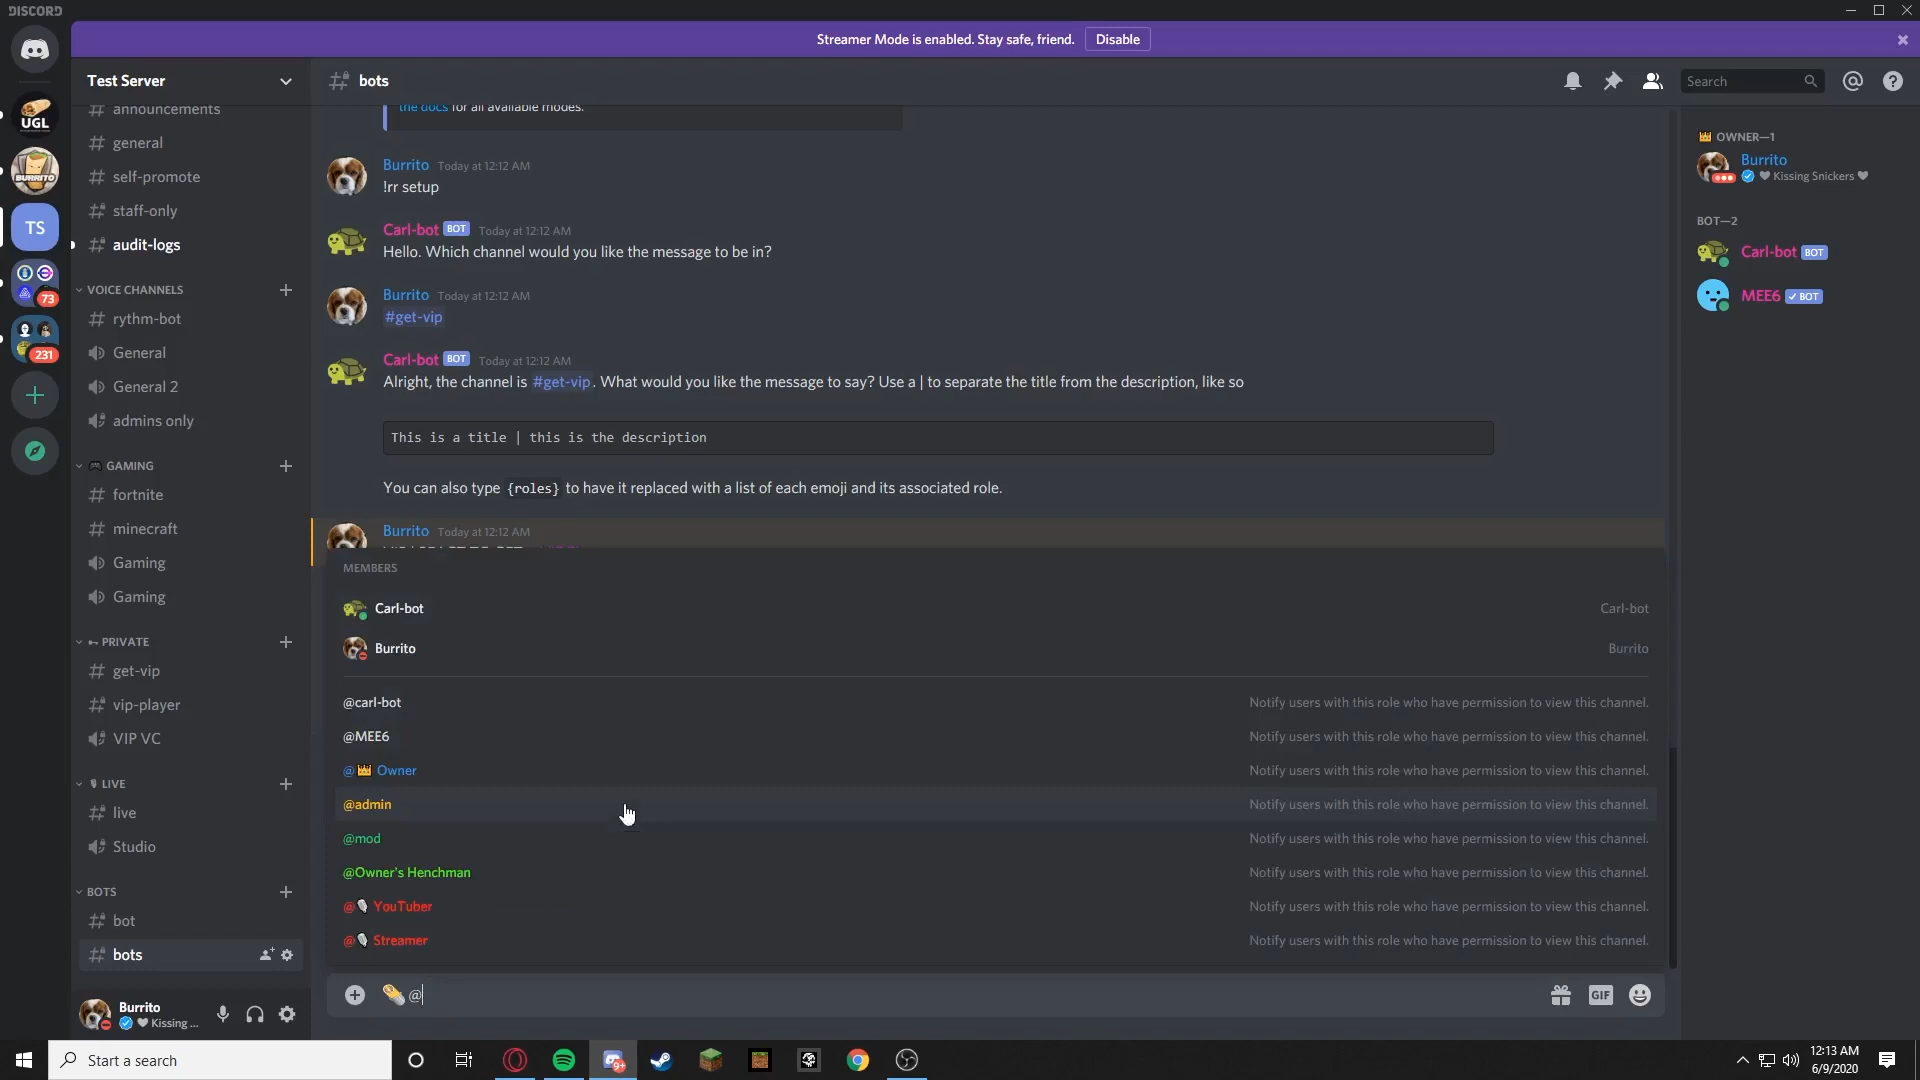 DISCORD
Streamer Mode is enabled. Stay safe, friend. Disable
Test Server
announcements
general
self-promote
staff-only
audit-logs
VOICE CHANNELS
rythm-bot
General
General 2
admins only
GAMING
fortnite
minecraft
Gaming
Gaming
PRIVATE
get-vip
vip-player
VIP VC
LIVE
live
Studio
BOTS
bot
bots
UGL
BURRITO
TS
73
231
Burrito
Kissing ...
bots
Search
the docs for all available modes.
Burrito Today at 12:12 AM
!rr setup
Carl-bot BOT Today at 12:12 AM
Hello. Which channel would you like the message to be in?
Burrito Today at 12:12 AM
#get-vip
Carl-bot BOT Today at 12:12 AM
Alright, the channel is #get-vip. What would you like the message to say? Use a | to separate the title from the description, like so
This is a title | this is the description
You can also type {roles} to have it replaced with a list of each emoji and its associated role.
Burrito Today at 12:12 AM
MEMBERS
Carl-bot Carl-bot
Burrito Burrito
@carl-bot Notify users with this role who have permission to view this channel.
@MEE6 Notify users with this role who have permission to view this channel.
@👑 Owner Notify users with this role who have permission to view this channel.
@admin Notify users with this role who have permission to view this channel.
@mod Notify users with this role who have permission to view this channel.
@Owner's Henchman Notify users with this role who have permission to view this channel.
@🎙 YouTuber Notify users with this role who have permission to view this channel.
@🎙 Streamer Notify users with this role who have permission to view this channel.
🌯 @
GIF
OWNER—1
Burrito
❤ Kissing Snickers ❤
BOT—2
Carl-bot BOT
MEE6 ✓ BOT
Start a search
9+
12:13 AM
6/9/2020